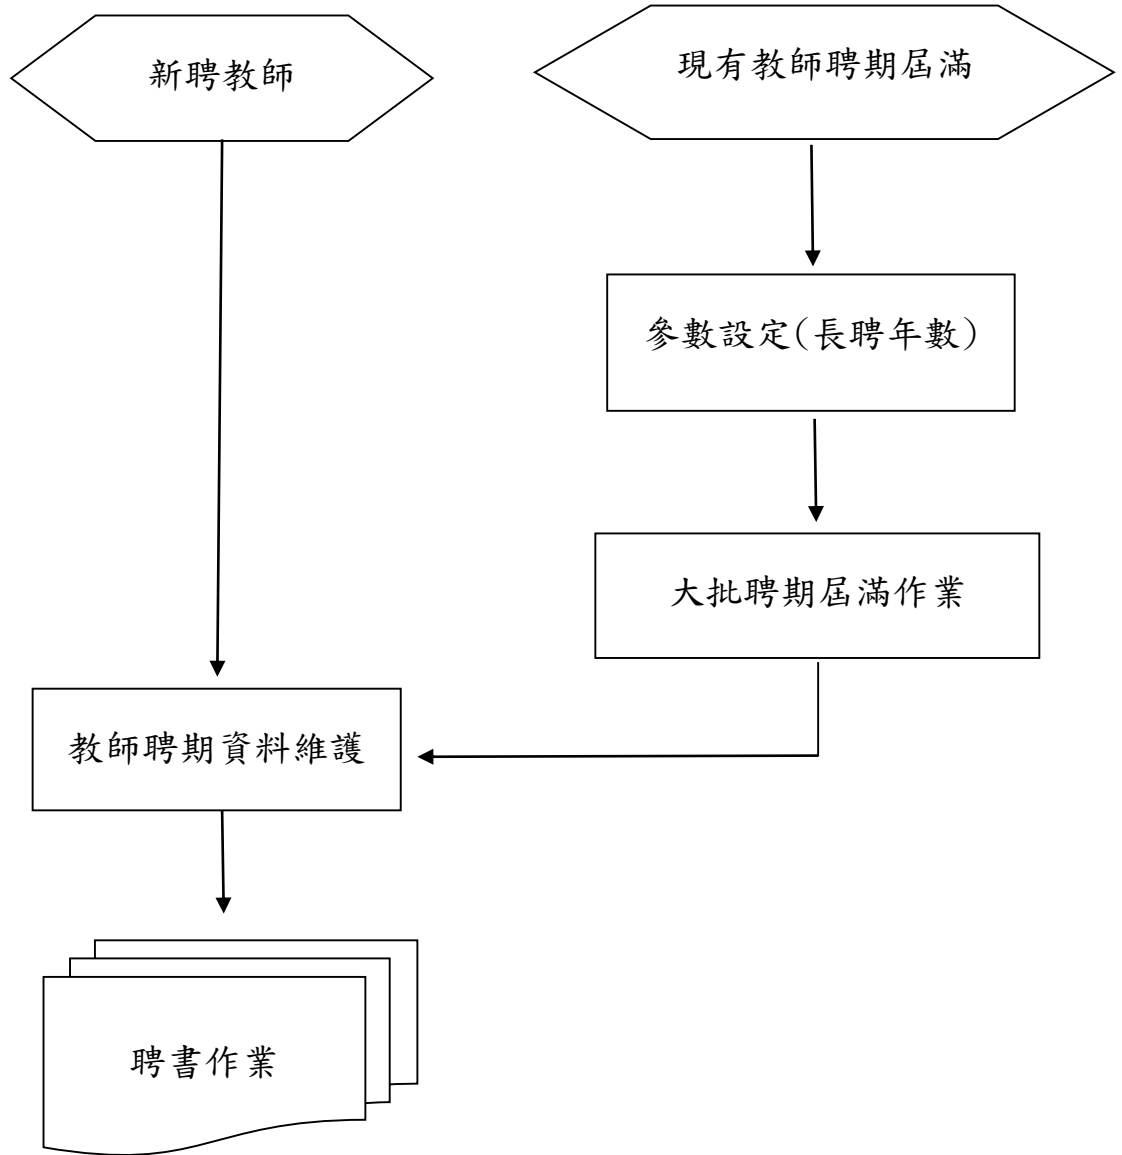 新聘教師
現有教師聘期屆滿
參數設定(長聘年數)
大批聘期屆滿作業
教師聘期資料維護
聘書作業